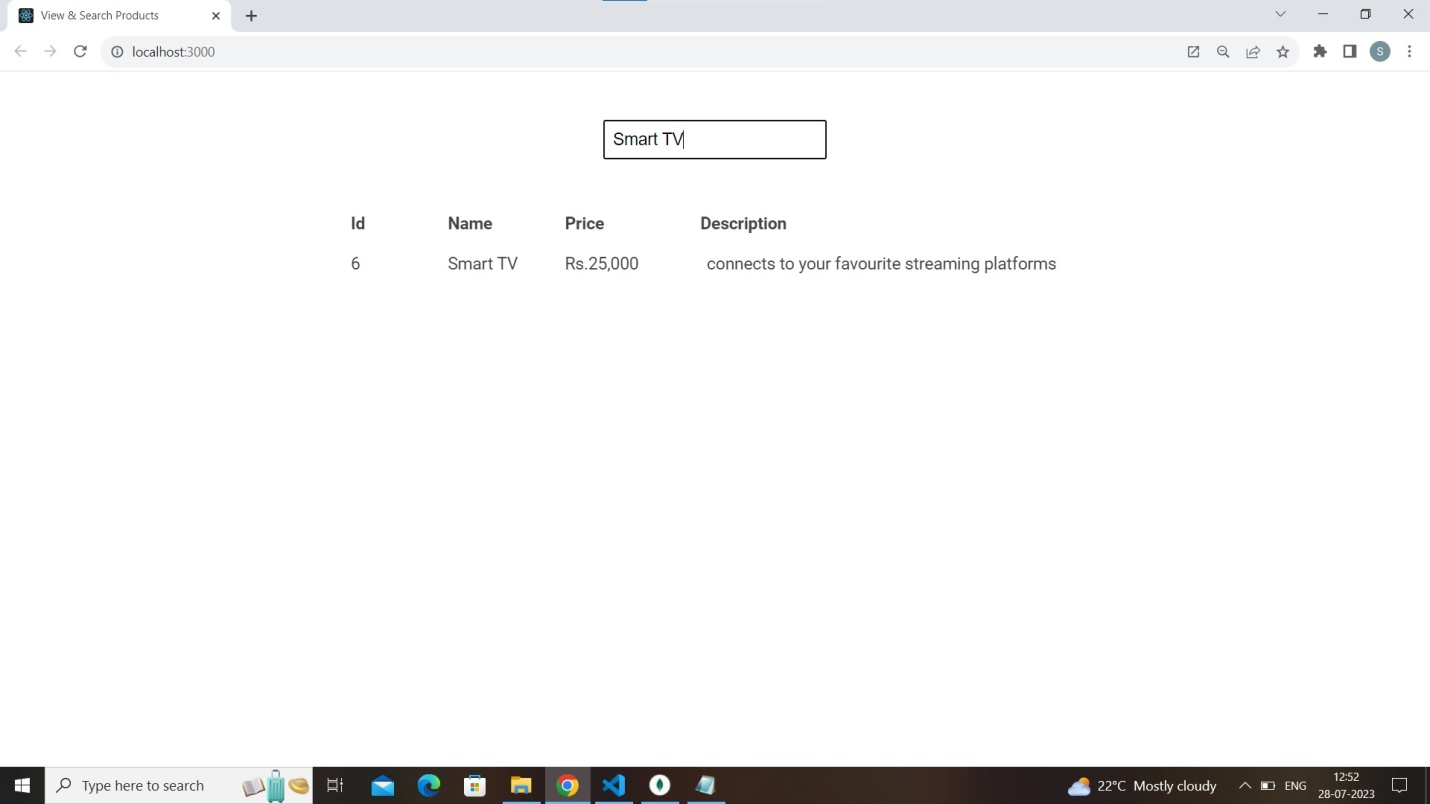 View & Search Products
localhost:3000
S
Smart TV
Id Name Price Description
6 Smart TV Rs.25,000 connects to your favourite streaming platforms
Type here to search
22°C Mostly cloudy
ENG
12:52
28-07-2023